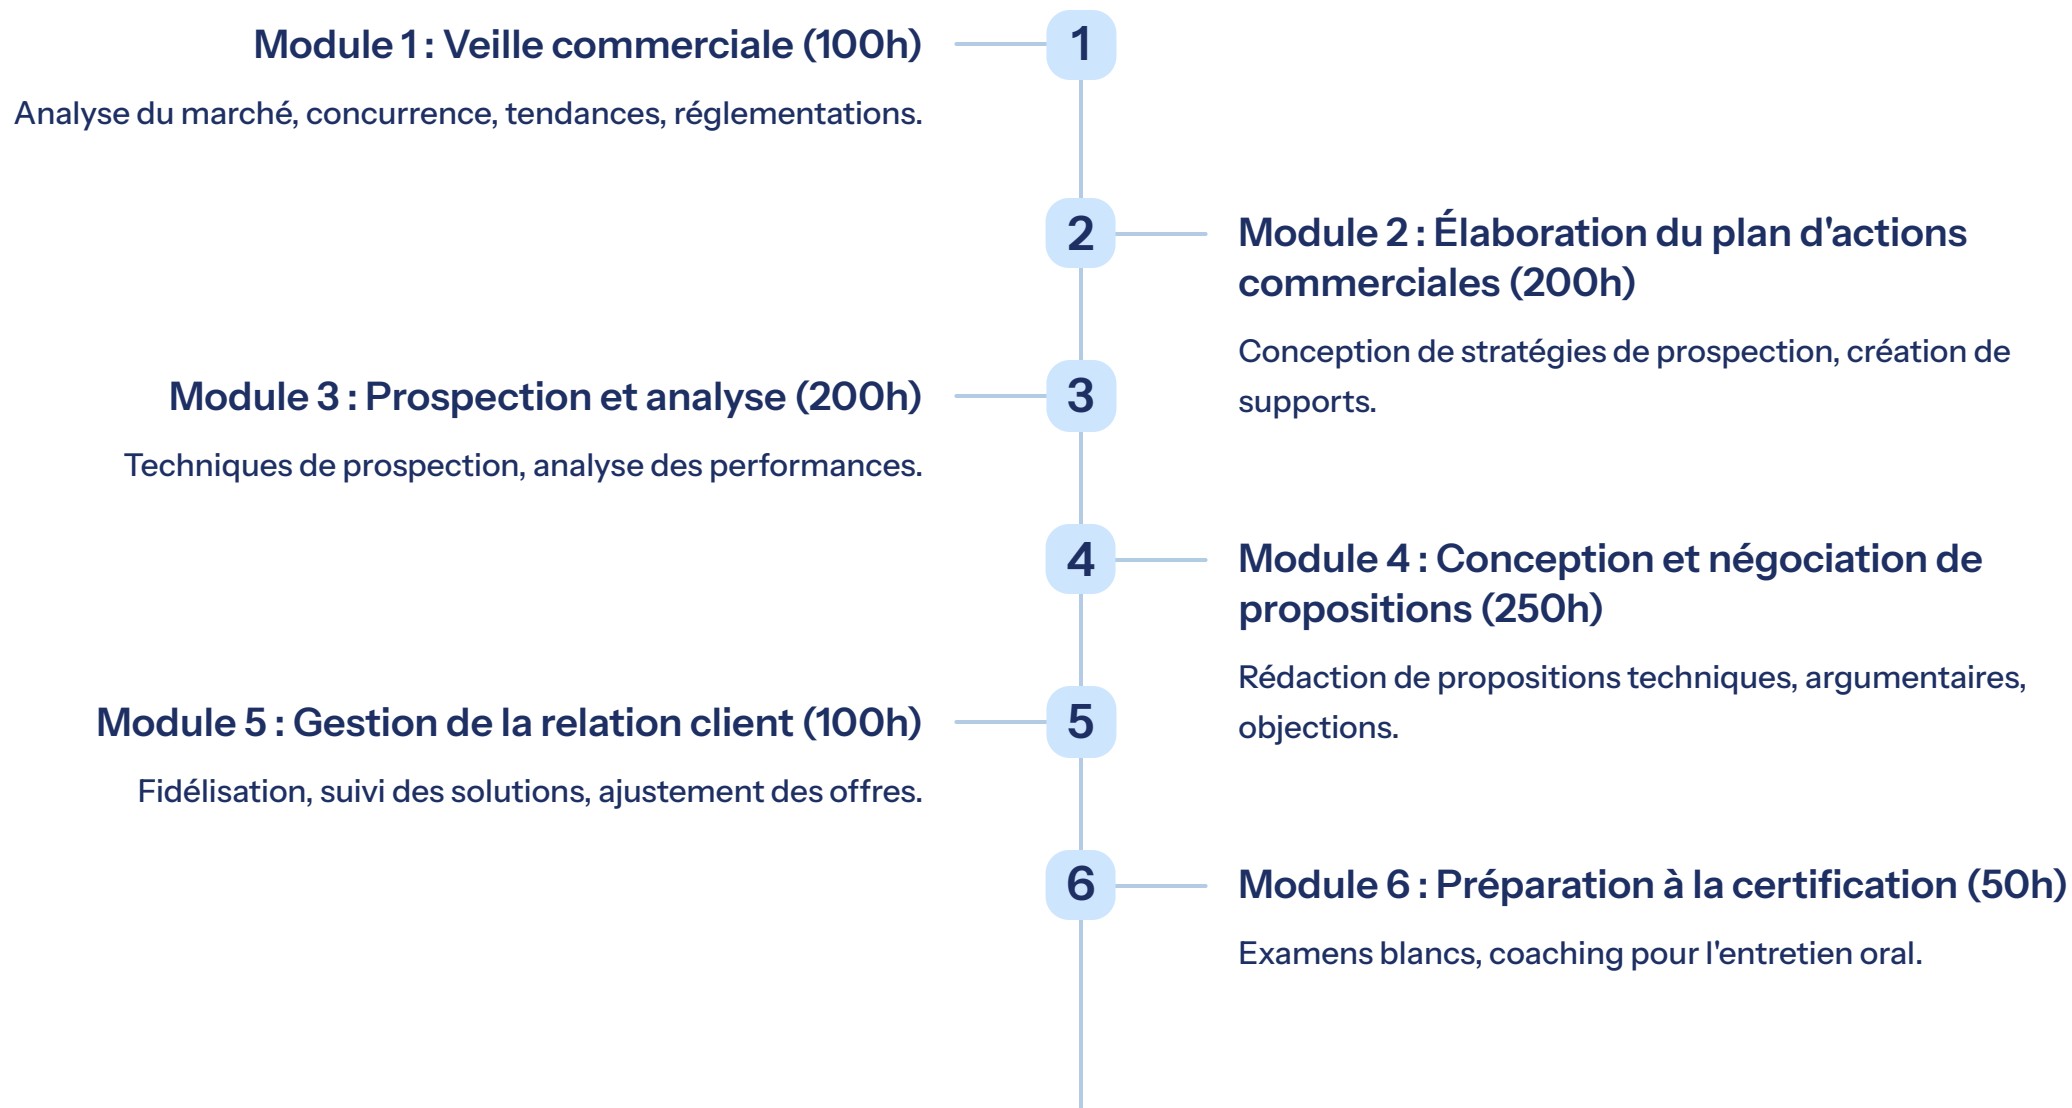 Module 1 : Veille commerciale (100h)
1
Analyse du marché, concurrence, tendances, réglementations.
2
Module 2 : Élaboration du plan d'actions
commerciales (200h)
Conception de stratégies de prospection, création de
supports.
Module 3 : Prospection et analyse (200h)
3
Techniques de prospection, analyse des performances.
4
Module 4 : Conception et négociation de
propositions (250h)
Rédaction de propositions techniques, argumentaires,
objections.
Module 5 : Gestion de la relation client (100h)
5
Fidélisation, suivi des solutions, ajustement des offres.
6
Module 6 : Préparation à la certification (50h)
Examens blancs, coaching pour l'entretien oral.